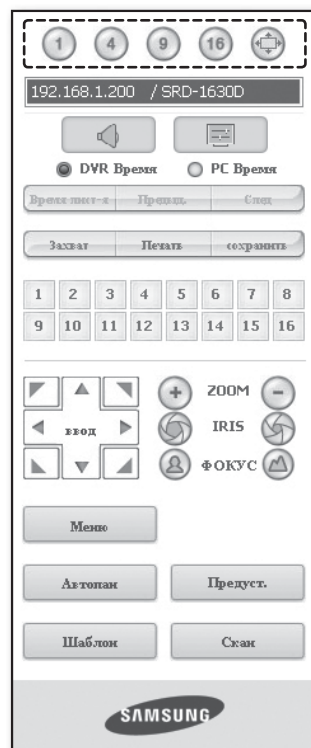 1 4 9 16
192.168.1.200 / SRD-1630D
DVR Время PC Время
Время лист-я Предыд. След
Захват Печать сохранить
1 2 3 4 5 6 7 8
9 10 11 12 13 14 15 16
ZOOM
ввод IRIS
ФОКУС
Меню
Автопан Предуст.
Шаблон Скан
SAMSUNG